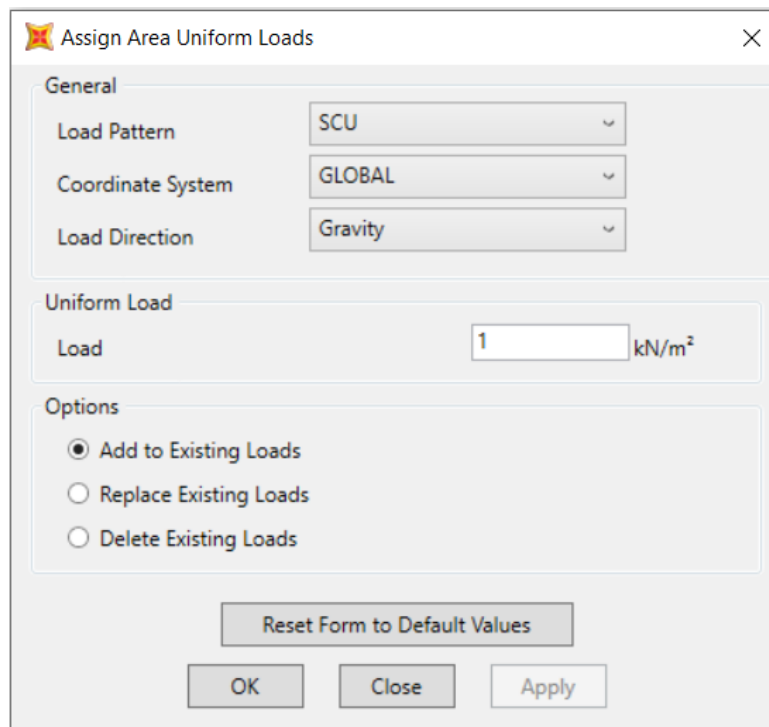 Assign Area Uniform Loads
General
Load Pattern SCU
Coordinate System GLOBAL
Load Direction Gravity
Uniform Load
Load 1 kN/m²
Options
Add to Existing Loads
Replace Existing Loads
Delete Existing Loads
Reset Form to Default Values
OK Close Apply